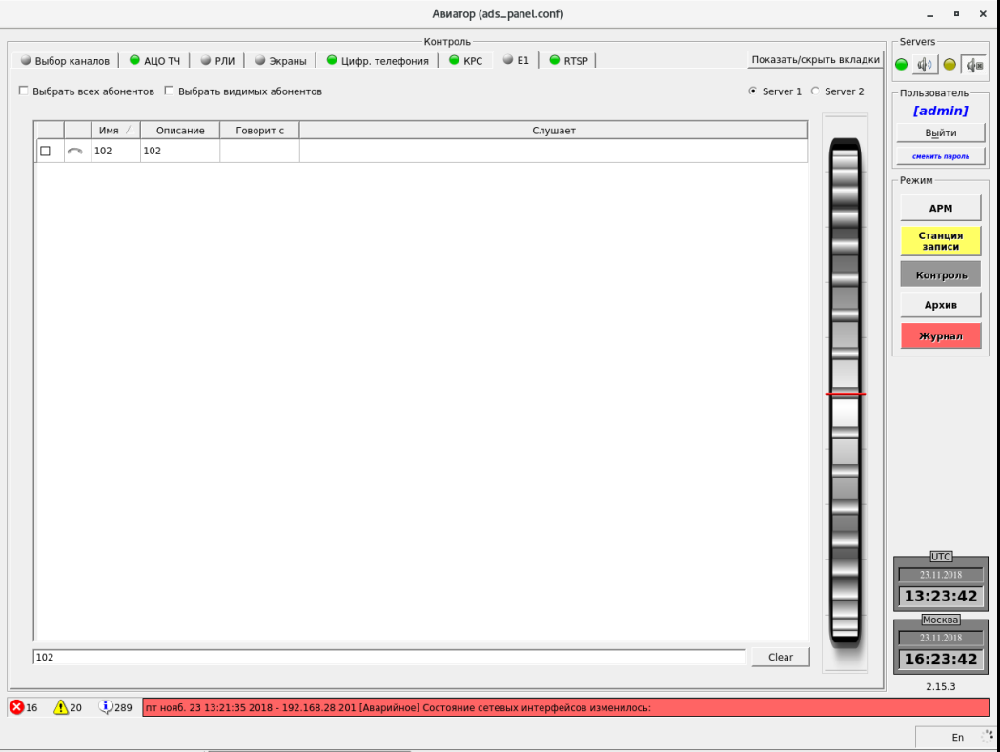 Авиатор (ads_panel.conf)
Контроль
Выбор каналов
АЦО ТЧ
РЛИ
Экраны
Цифр. телефония
КРС
E1
RTSP
Показать/скрыть вкладки
Выбрать всех абонентов
Выбрать видимых абонентов
Server 1
Server 2
Имя
Описание
Говорит с
Слушает
102
102
102
Clear
Servers
Пользователь
[admin]
Выйти
сменить пароль
Режим
АРМ
Станция
записи
Контроль
Архив
Журнал
UTC
23.11.2018
13:23:42
Москва
23.11.2018
16:23:42
2.15.3
16
20
289
пт нояб. 23 13:21:35 2018 - 192.168.28.201 [Аварийное] Состояние сетевых интерфейсов изменилось:
En